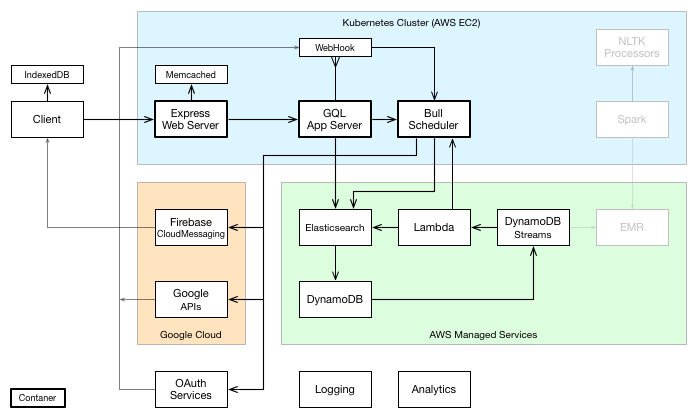 Kubernetes Cluster (AWS EC2)
WebHook
NLTK
Processors
IndexedDB
Memcached
Client
Express
Web Server
GQL
App Server
Bull
Scheduler
Spark
Firebase
CloudMessaging
Elasticsearch
Lambda
DynamoDB
Streams
EMR
Google
APIs
DynamoDB
Google Cloud
AWS Managed Services
OAuth
Services
Logging
Analytics
Contaner